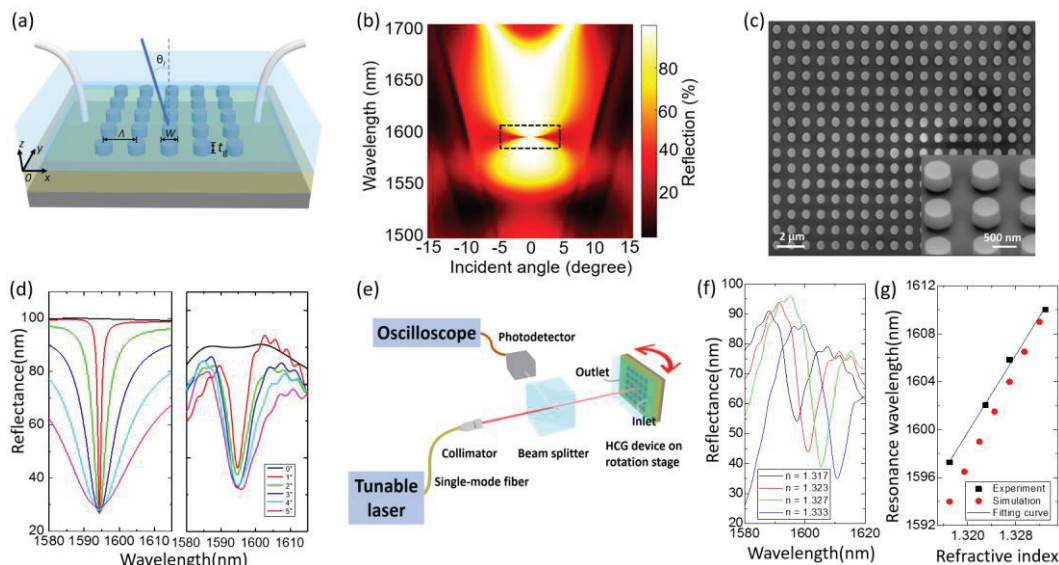 (a)
θi
Λ
W
tg
z
y
0
x
(b)
Wavelength (nm)
1700
1650
1600
1550
1500
-15
-10
-5
0
5
10
15
Incident angle (degree)
80
60
40
20
Reflection (%)
(c)
2 μm
500 nm
(d)
Reflectance(nm)
100
80
60
40
20
1580
1590
1600
1610
1580
1590
1600
1610
0°
1°
2°
3°
4°
5°
Wavelength(nm)
(e)
Oscilloscope
Photodetector
Outlet
Inlet
Collimator
Beam splitter
HCG device on
rotation stage
Single-mode fiber
Tunable
laser
(f)
Reflectance(nm)
100
90
80
70
60
50
40
30
20
n = 1.317
n = 1.323
n = 1.327
n = 1.333
1580
1600
1620
Wavelength(nm)
(g)
Resonance wavelength(nm)
1612
1608
1604
1600
1596
1592
Experiment
Simulation
Fitting curve
1.320
1.328
Refractive index